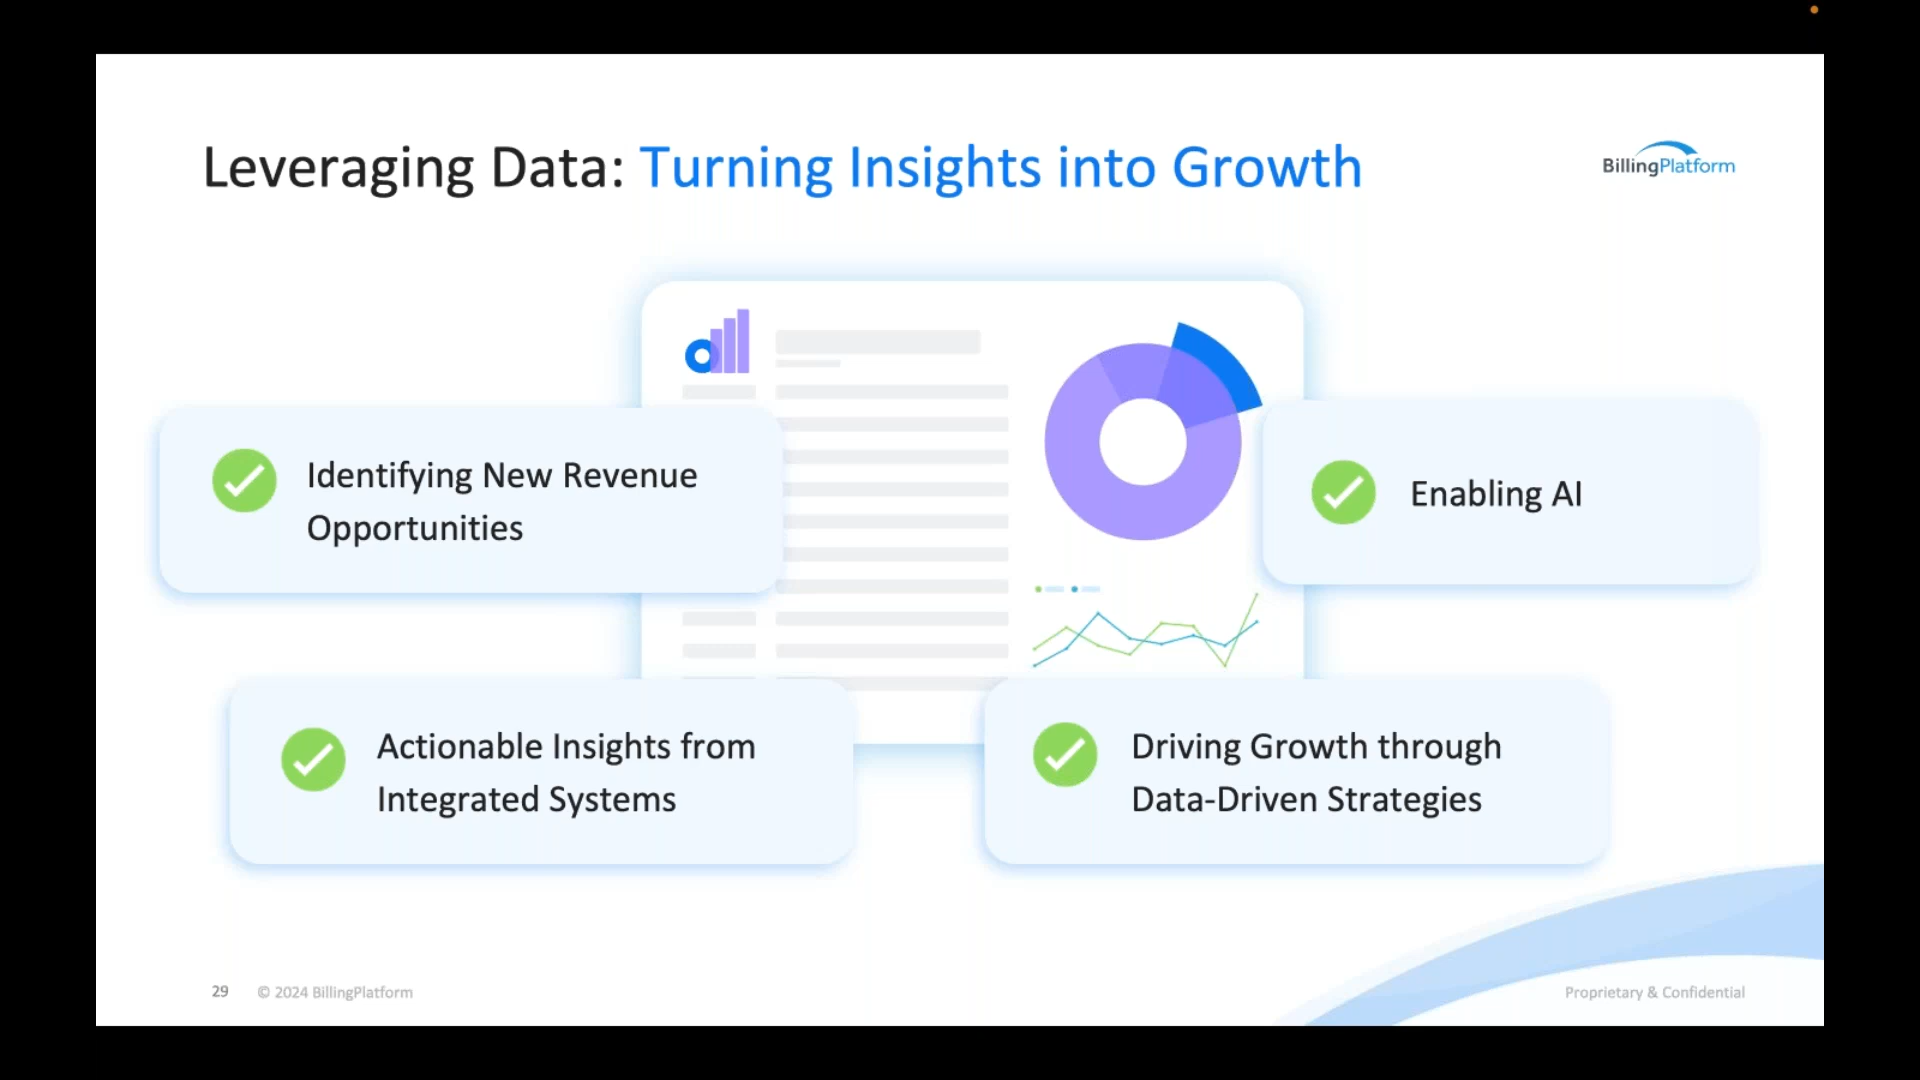 Leveraging Data: Turning Insights into Growth
BillingPlatform
Identifying New Revenue
Opportunities
Enabling AI
Actionable Insights from
Integrated Systems
Driving Growth through
Data-Driven Strategies
29 © 2024 BillingPlatform
Proprietary & Confidential